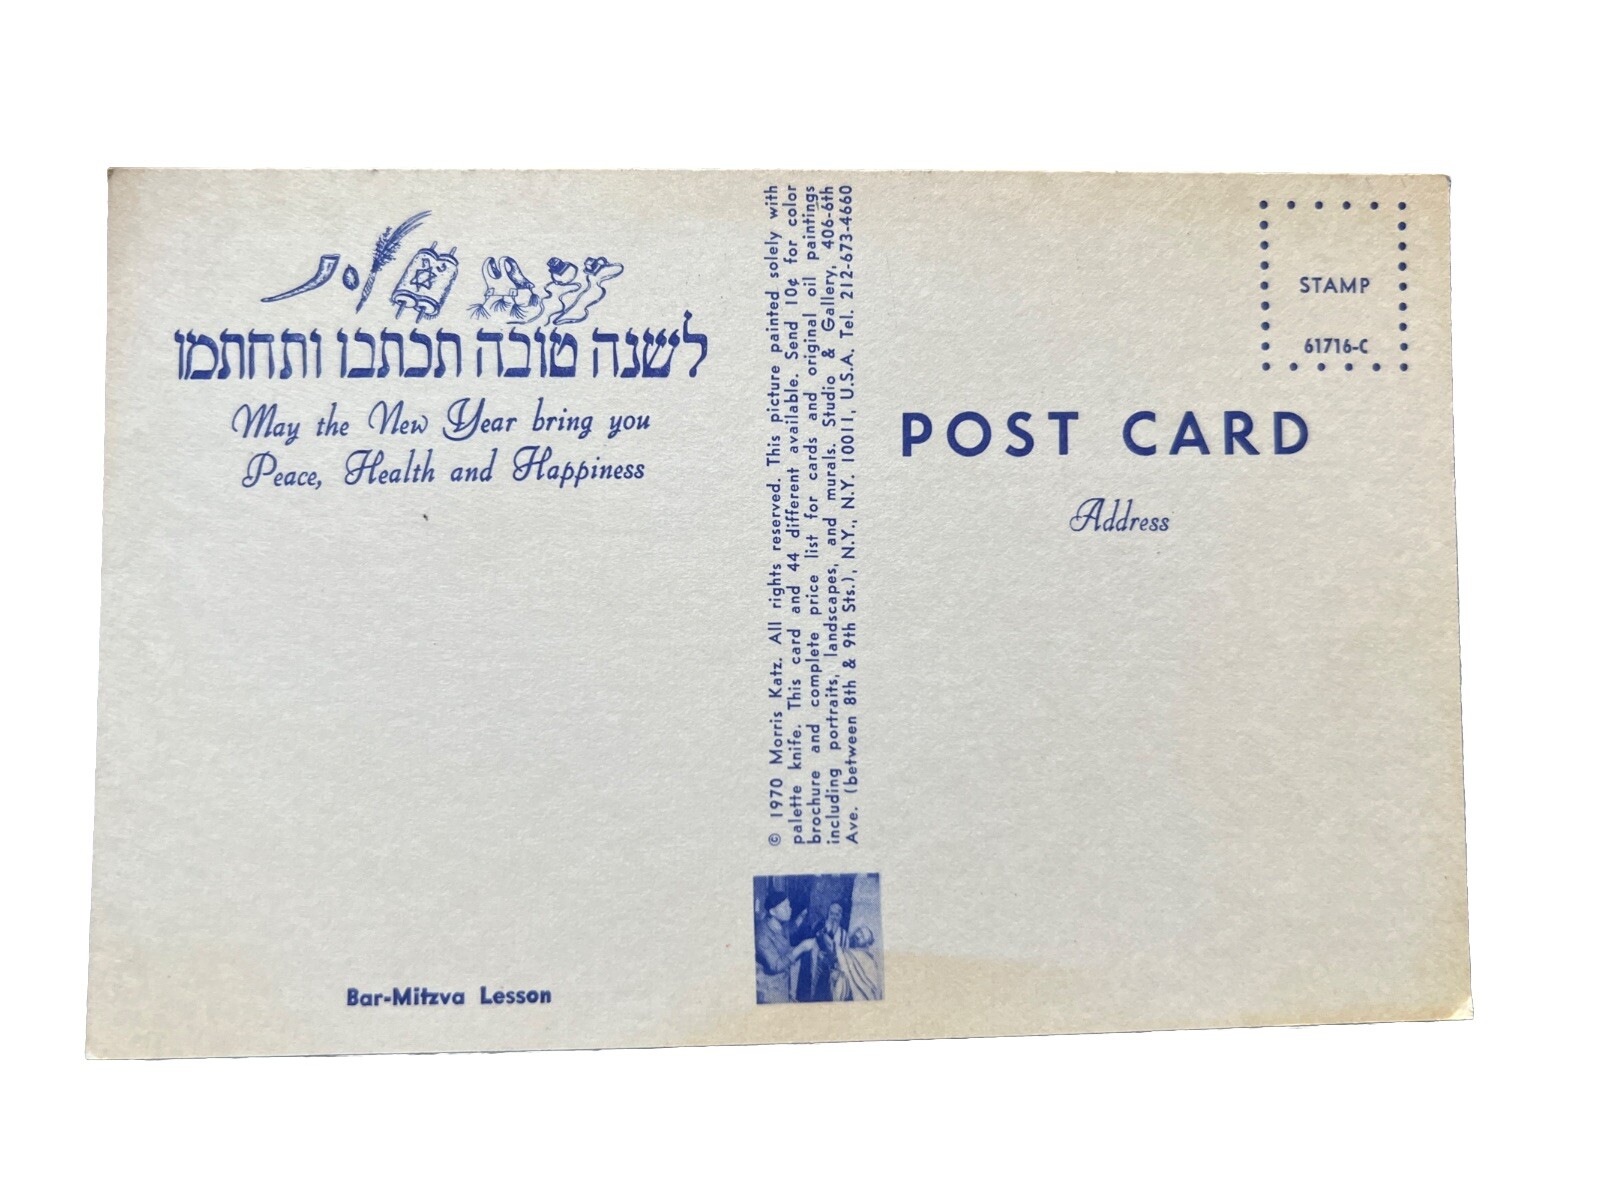 לשנה טובה תכתבו ותחתמו
May the New Year bring you
Peace, Health and Happiness
Bar-Mitzva Lesson
© 1970 Morris Katz. All rights reserved. This picture painted solely with
palette knife. This card and 44 different available. Send 10¢ for color
brochure and complete price list for cards and original oil paintings
including portraits, landscapes, and murals. Studio & Gallery, 406-6th
Ave. (between 8th & 9th Sts.), N.Y., N.Y. 10011, U.S.A. Tel. 212-673-4660
STAMP
61716-C
POST CARD
Address